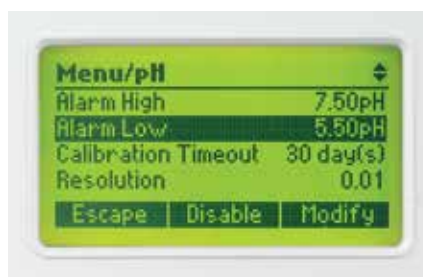 Menu/pH
Alarm High 7.50pH
Alarm Low 5.50pH
Calibration Timeout 30 day(s)
Resolution 0.01
Escape Disable Modify